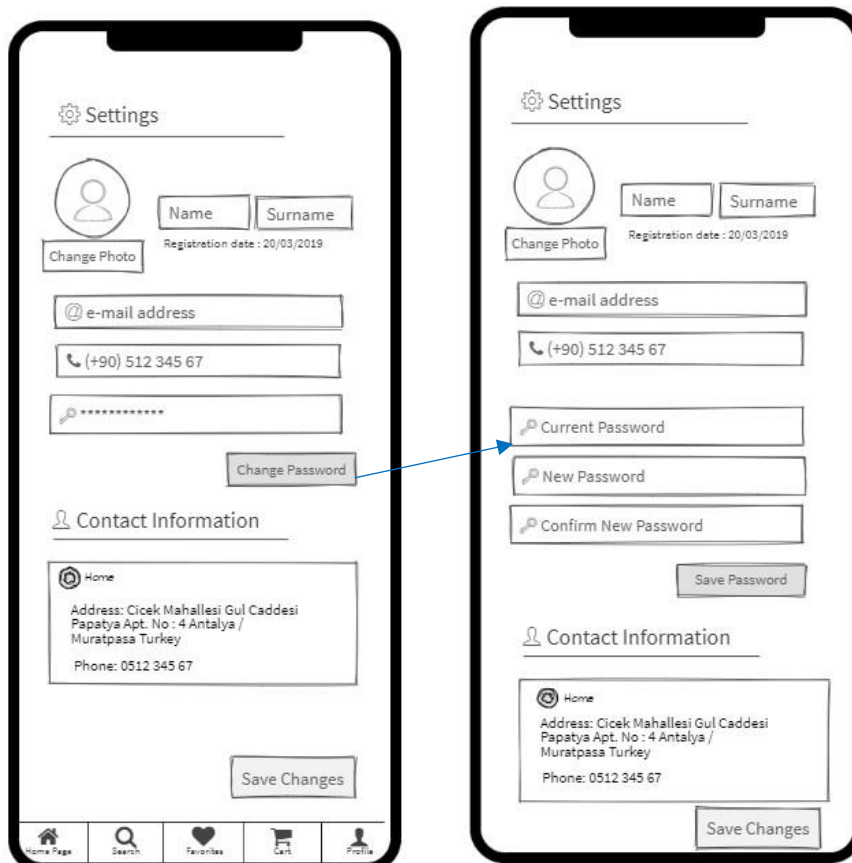 Settings
Name
Surname
Registration date : 20/03/2019
Change Photo
@ e-mail address
(+90) 512 345 67
************
Change Password
Contact Information
Home
Address: Cicek Mahallesi Gul Caddesi
Papatya Apt. No : 4 Antalya /
Muratpasa Turkey
Phone: 0512 345 67
Save Changes
Home Page
Search
Favorites
Cart
Profile
Settings
Name
Surname
Registration date : 20/03/2019
Change Photo
@ e-mail address
(+90) 512 345 67
Current Password
New Password
Confirm New Password
Save Password
Contact Information
Home
Address: Cicek Mahallesi Gul Caddesi
Papatya Apt. No : 4 Antalya /
Muratpasa Turkey
Phone: 0512 345 67
Save Changes